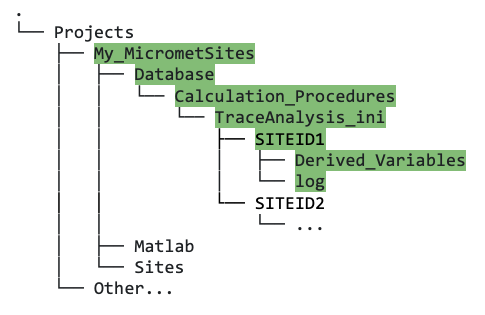 .
└── Projects
    ├── My_MicrometSites
    │   ├── Database
    │   │   └── Calculation_Procedures
    │   │       └── TraceAnalysis_ini
    │   │           ├── SITEID1
    │   │           │   ├── Derived_Variables
    │   │           │   └── log
    │   │           └── SITEID2
    │   │               └── ...
    │   ├── Matlab
    │   └── Sites
    └── Other...